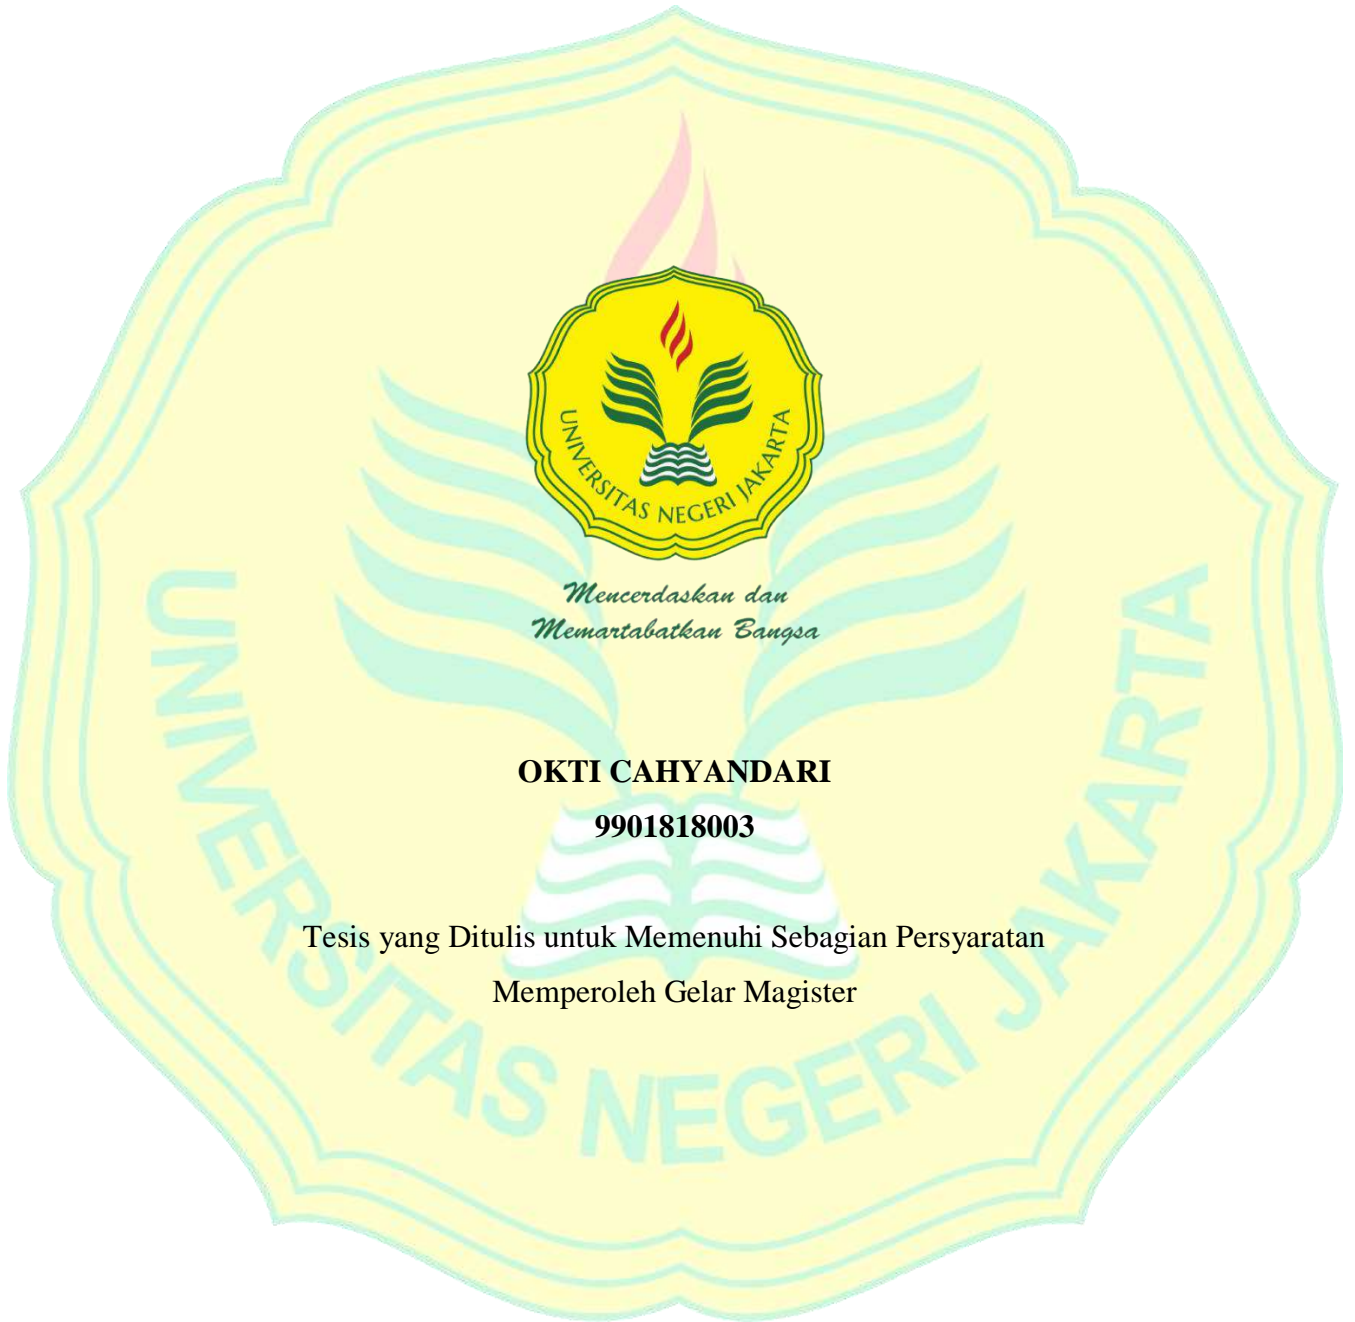 UNIVERSITAS NEGERI JAKARTA
Mencerdaskan dan
Memartabatkan Bangsa
OKTI CAHYANDARI
9901818003
Tesis yang Ditulis untuk Memenuhi Sebagian Persyaratan
Memperoleh Gelar Magister
UNIVERSITAS NEGERI JAKARTA